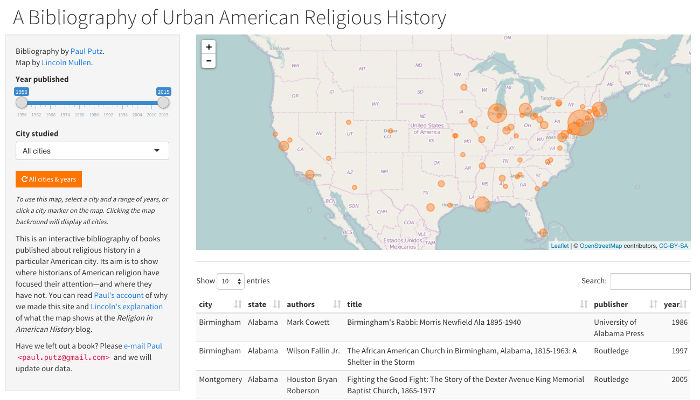 A Bibliography of Urban American Religious History
Bibliography by Paul Putz.
Map by Lincoln Mullen.
Year published
City studied
All cities
All cities & years
To use this map, select a city and a range of years, or
click a city marker on the map. Clicking the map
background will display all cities.
This is an interactive bibliography of books
published about religious history in a
particular American city. Its aim is to show
where historians of American religion have
focused their attention—and where they
have not. You can read Paul's account of why
we made this site and Lincoln's explanation
of what the map shows at the Religion in
American History blog.
Have we left out a book? Please e-mail Paul
<paul.putz@gmail.com> and we will
update our data.
+
−
United States
of America
Toronto
Estados Unidos
Mexicanos
Leaflet | © OpenStreetMap contributors, CC-BY-SA
Show 10 entries
Search:
city state authors title publisher year
Birmingham Alabama Mark Cowett Birmingham's Rabbi: Morris Newfield Ala 1895-1940 University of 1986
Alabama Press
Birmingham Alabama Wilson Fallin Jr. The African American Church in Birmingham, Alabama, 1815-1963: A Routledge 1997
Shelter in the Storm
Montgomery Alabama Houston Bryan Fighting the Good Fight: The Story of the Dexter Avenue King Memorial Routledge 2005
Roberson Baptist Church, 1865-1977